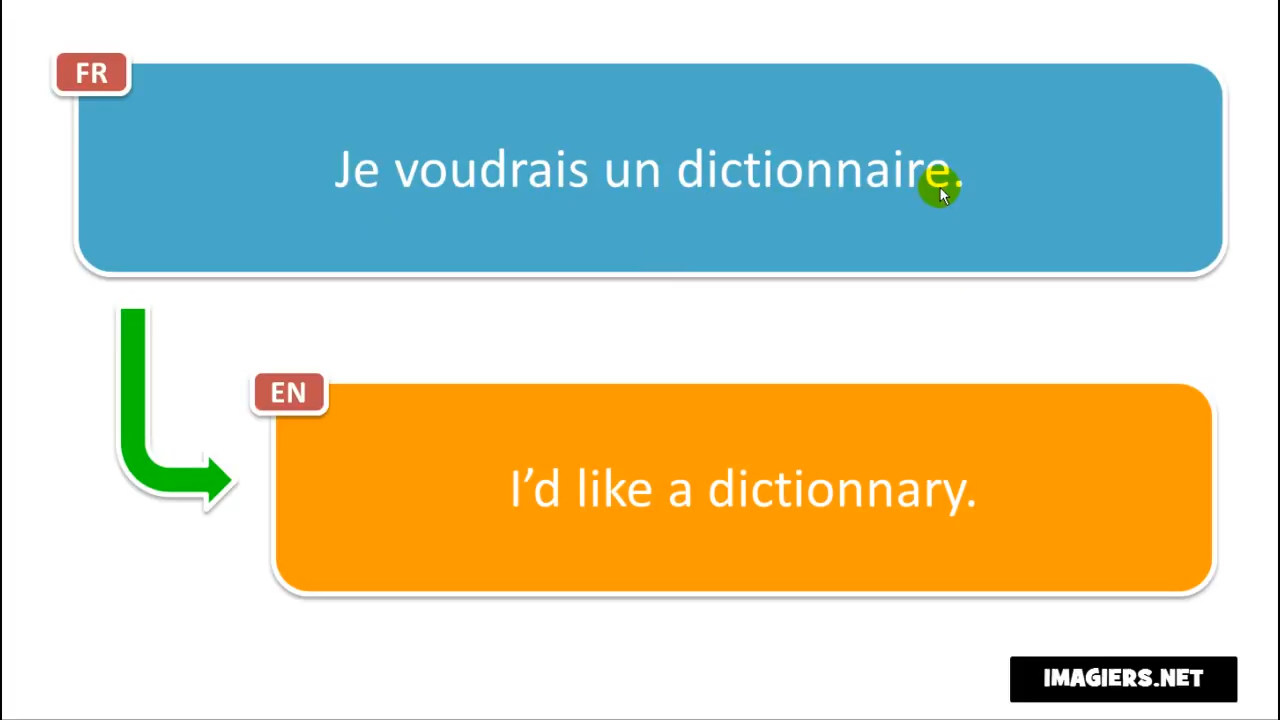 FR
Je voudrais un dictionnaire.
EN
I’d like a dictionnary.
IMAGIERS.NET